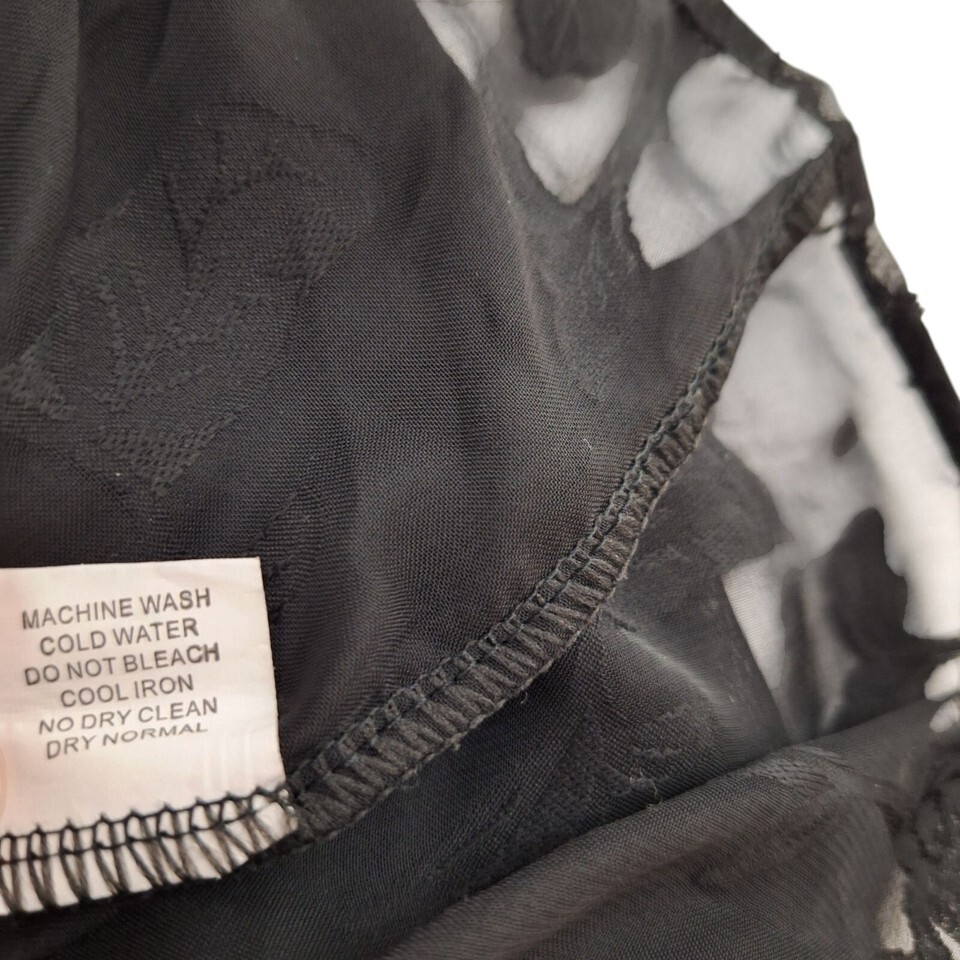 MACHINE WASH
COLD WATER
DO NOT BLEACH
COOL IRON
NO DRY CLEAN
DRY NORMAL